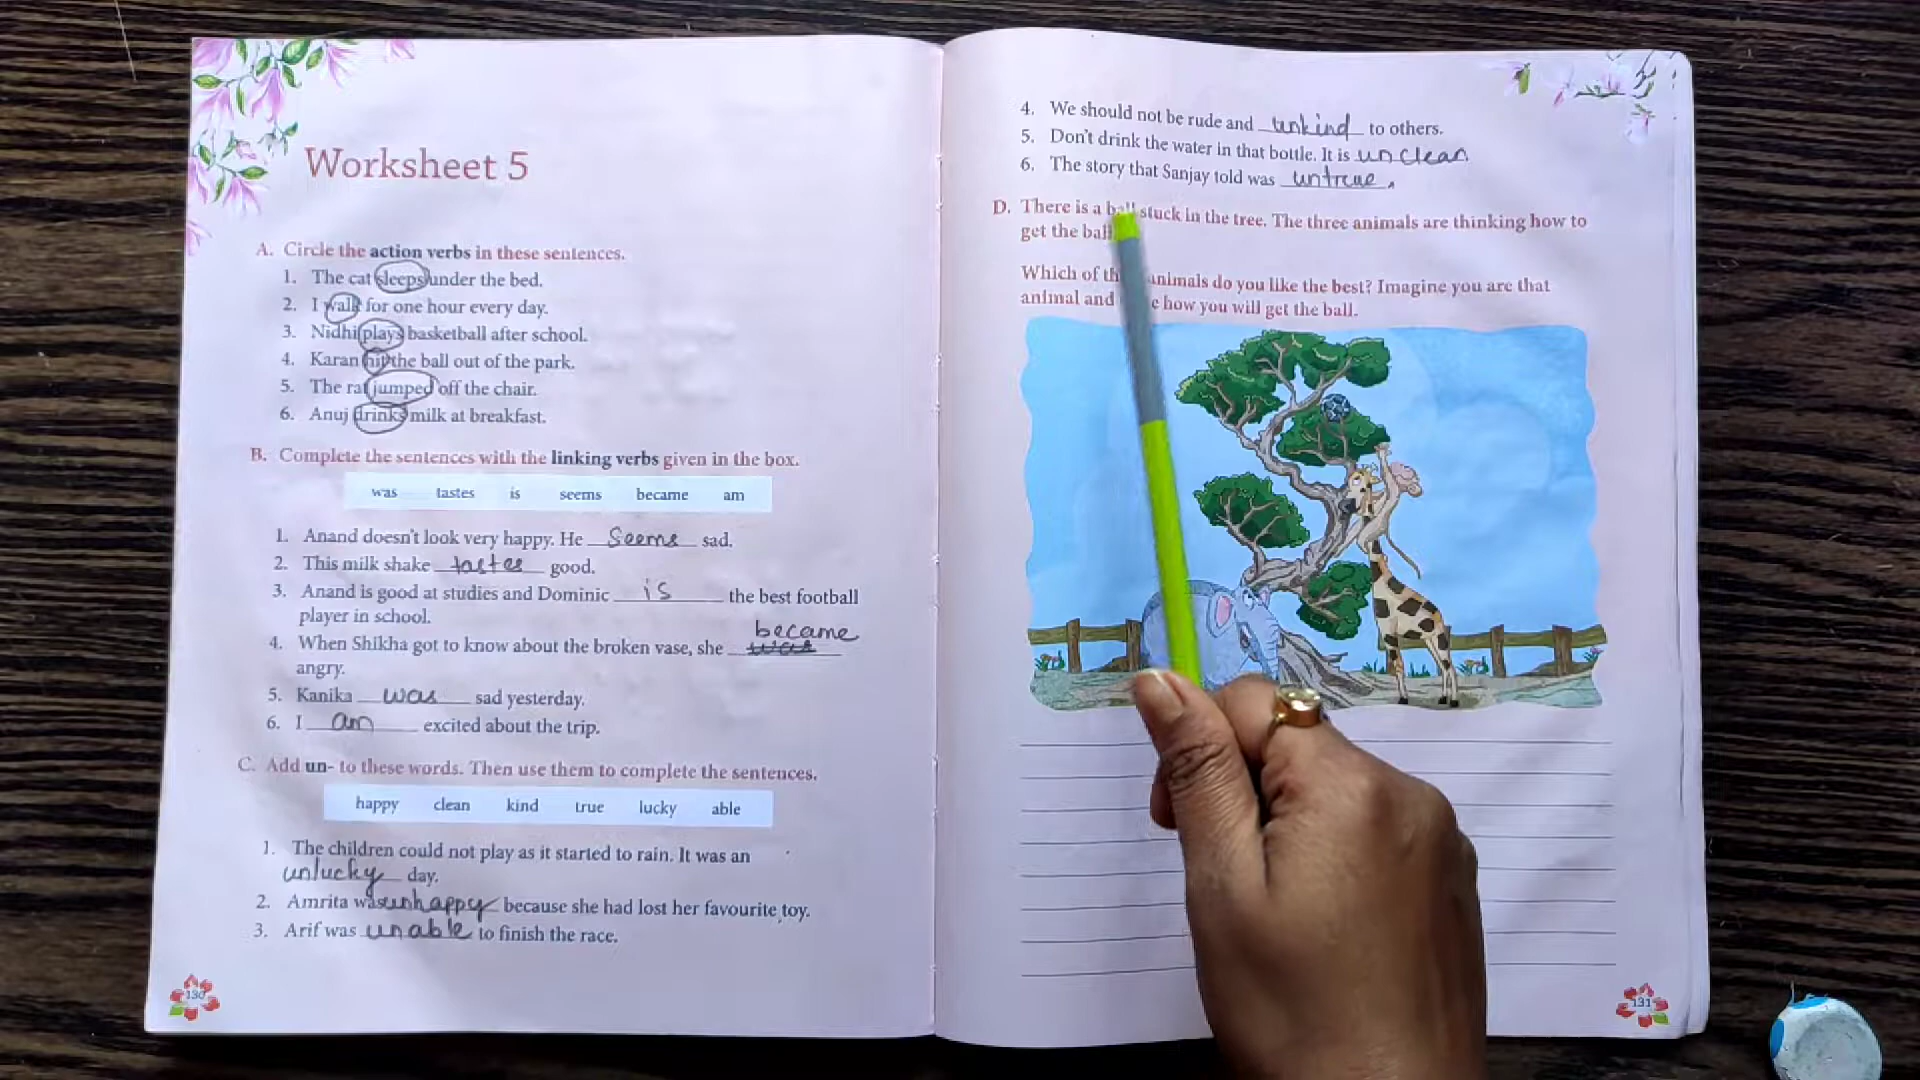 Worksheet 5
A. Circle the action verbs in these sentences.
1. The cat sleeps under the bed.
2. I walk for one hour every day.
3. Nidhi plays basketball after school.
4. Karan hit the ball out of the park.
5. The rat jumped off the chair.
6. Anuj drinks milk at breakfast.
B. Complete the sentences with the linking verbs given in the box.
was tastes is seems became am
1. Anand doesn't look very happy. He Seems sad.
2. This milk shake tastes good.
3. Anand is good at studies and Dominic is the best football
player in school.
became
4. When Shikha got to know about the broken vase, she was
angry.
5. Kanika was sad yesterday.
6. I am excited about the trip.
C. Add un- to these words. Then use them to complete the sentences.
happy clean kind true lucky able
1. The children could not play as it started to rain. It was an
unlucky day.
2. Amrita was unhappy because she had lost her favourite toy.
3. Arif was unable to finish the race.
130
4. We should not be rude and unkind to others.
5. Don't drink the water in that bottle. It is unclean.
6. The story that Sanjay told was untrue.
D. There is a ball stuck in the tree. The three animals are thinking how to
get the ball
Which of animals do you like the best? Imagine you are that
animal and how you will get the ball.
131